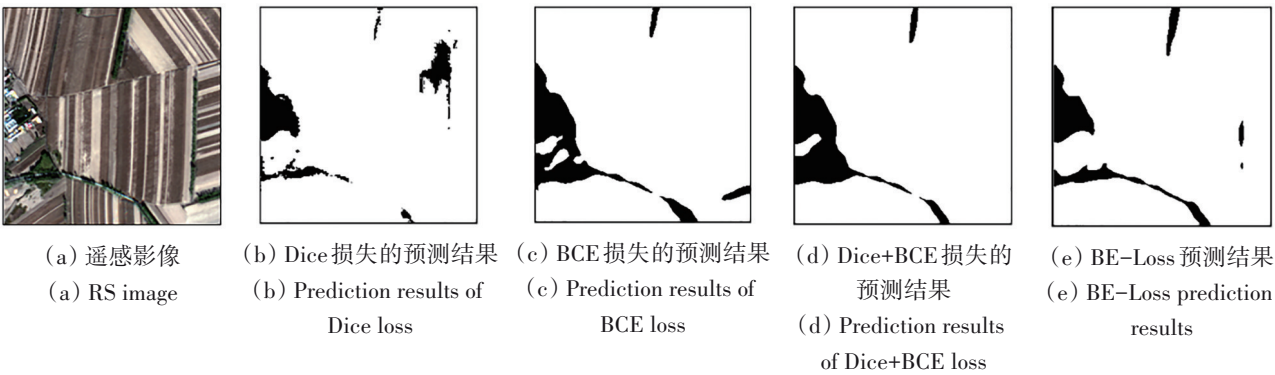 (a) 遥感影像
(a) RS image
(b) Dice损失的预测结果
(b) Prediction results of
Dice loss
(c) BCE损失的预测结果
(c) Prediction results of
BCE loss
(d) Dice+BCE损失的
预测结果
(d) Prediction results
of Dice+BCE loss
(e) BE-Loss预测结果
(e) BE-Loss prediction
results